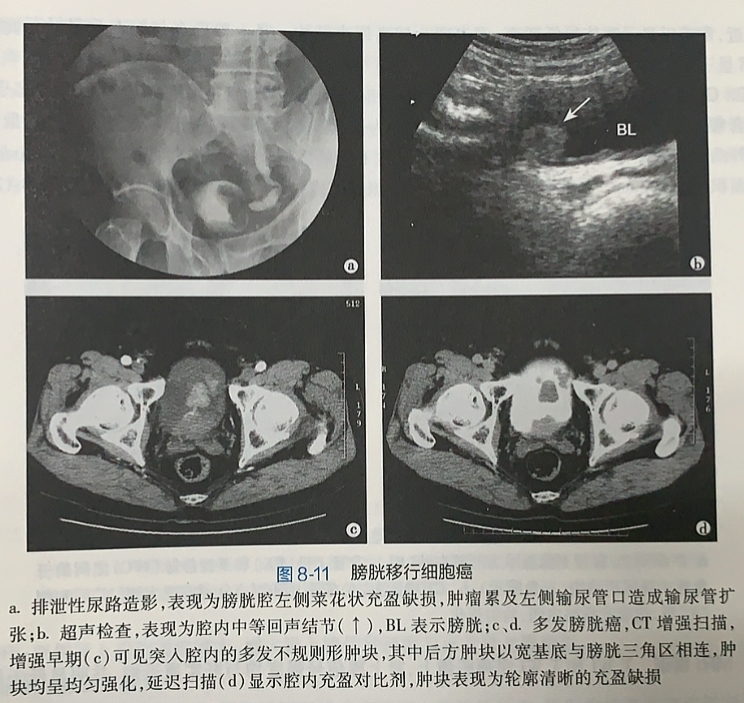 a
BL
b
512
L
179
c
L
176
d
图8-11 膀胱移行细胞癌
a. 排泄性尿路造影,表现为膀胱腔左侧菜花状充盈缺损,肿瘤累及左侧输尿管口造成输尿管扩
张;b. 超声检查,表现为腔内中等回声结节(↑),BL 表示膀胱;c、d. 多发膀胱癌,CT 增强扫描,
增强早期(c)可见突入腔内的多发不规则形肿块,其中后方肿块以宽基底与膀胱三角区相连,肿
块均呈均匀强化,延迟扫描(d)显示腔内充盈对比剂,肿块表现为轮廓清晰的充盈缺损